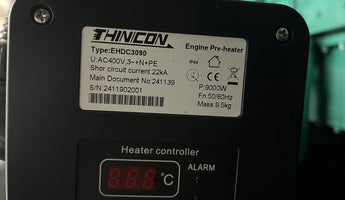 THINICON
Engine Pre-heater
Type:EHDC3090
U:AC400V,3~+N+PE
Shor circuit current:22kA
Main Document No:241139
S/N:2411902001
IP44
P:9000W
Fn:50/60Hz
Mass:9.5kg
Heater controller
888 °C
ALARM